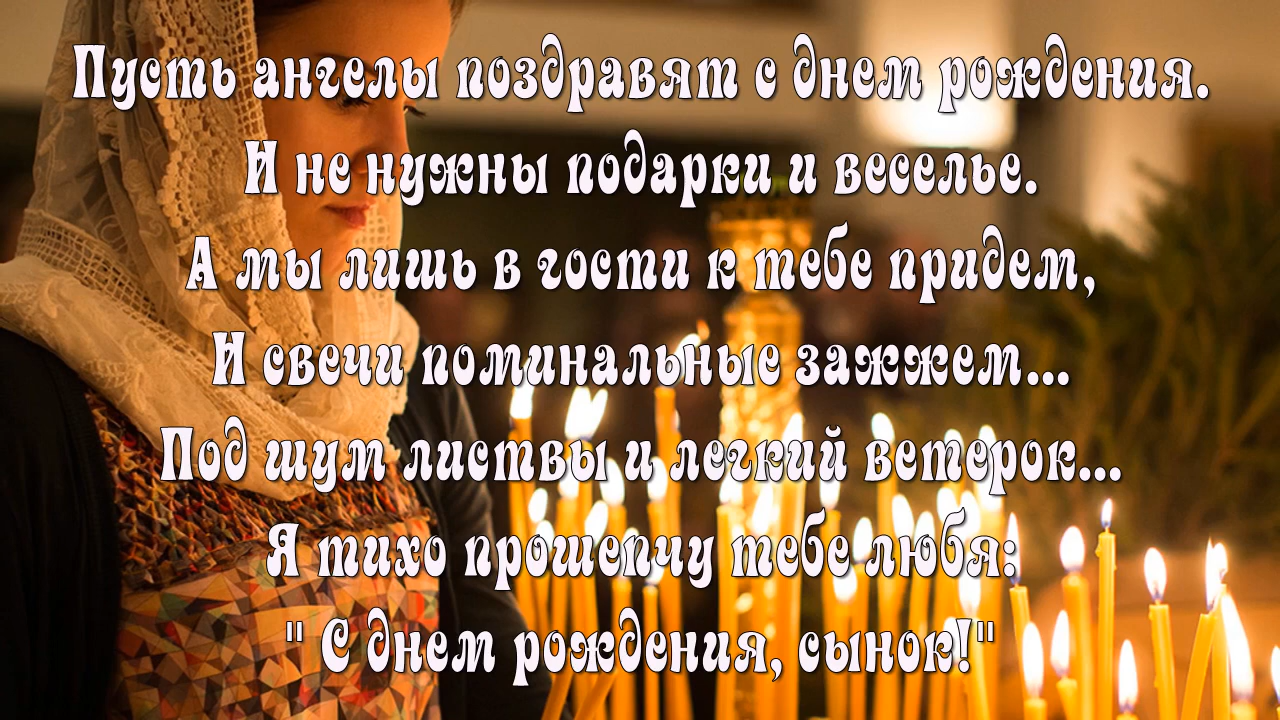 Пусть ангелы поздравят с днем рождения.
И не нужны подарки и веселье.
А мы лишь в гости к тебе придем,
И свечи поминальные зажжем...
Под шум листвы и легкий ветерок...
Я тихо прошепчу тебе любя:
" С днем рождения, сынок!"